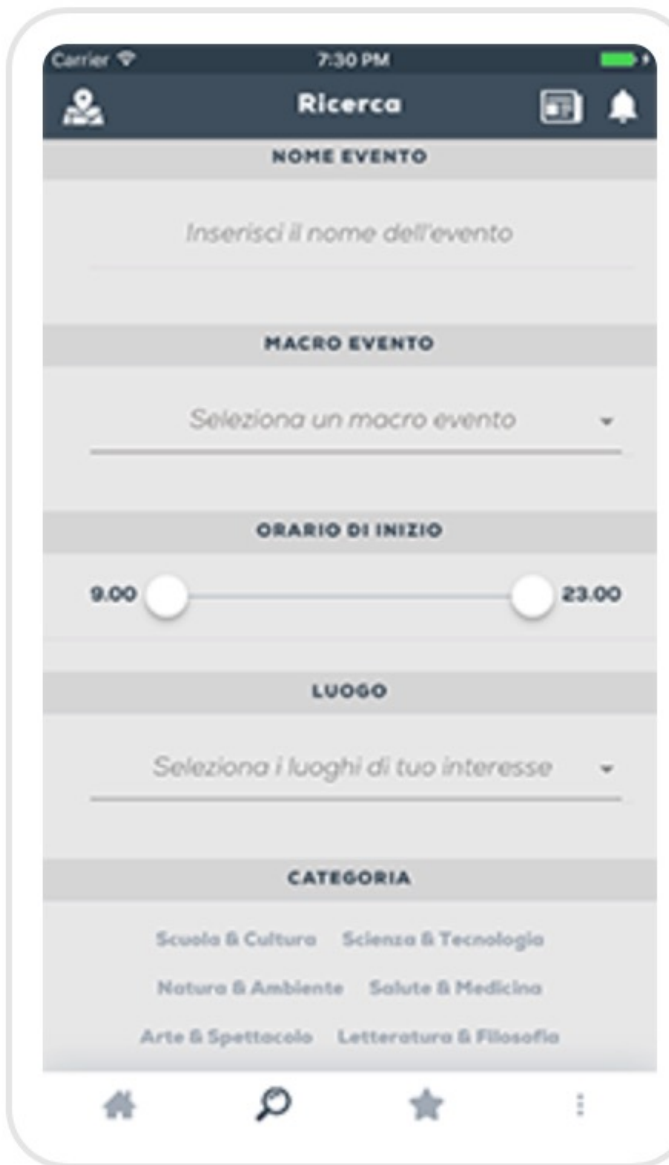 Carrier 7:30 PM
Ricerca
NOME EVENTO
Inserisci il nome dell'evento
MACRO EVENTO
Seleziona un macro evento
ORARIO DI INIZIO
9.00 23.00
LUOGO
Seleziona i luoghi di tuo interesse
CATEGORIA
Scuola & Cultura Scienza & Tecnologia
Natura & Ambiente Salute & Medicina
Arte & Spettacolo Letteratura & Filosofia